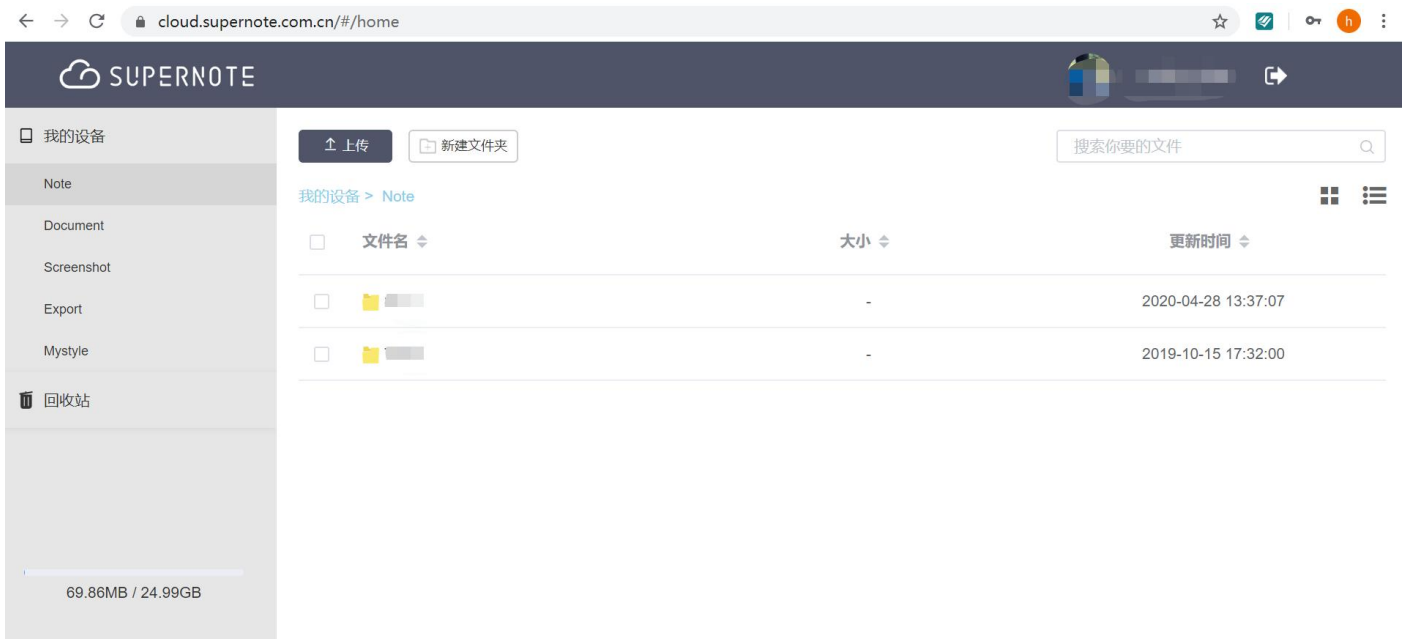 cloud.supernote.com.cn/#/home
h
SUPERNOTE
我的设备
Note
Document
Screenshot
Export
Mystyle
回收站
69.86MB / 24.99GB
上传
新建文件夹
搜索你要的文件
我的设备 > Note
文件名 大小 更新时间
- 2020-04-28 13:37:07
- 2019-10-15 17:32:00